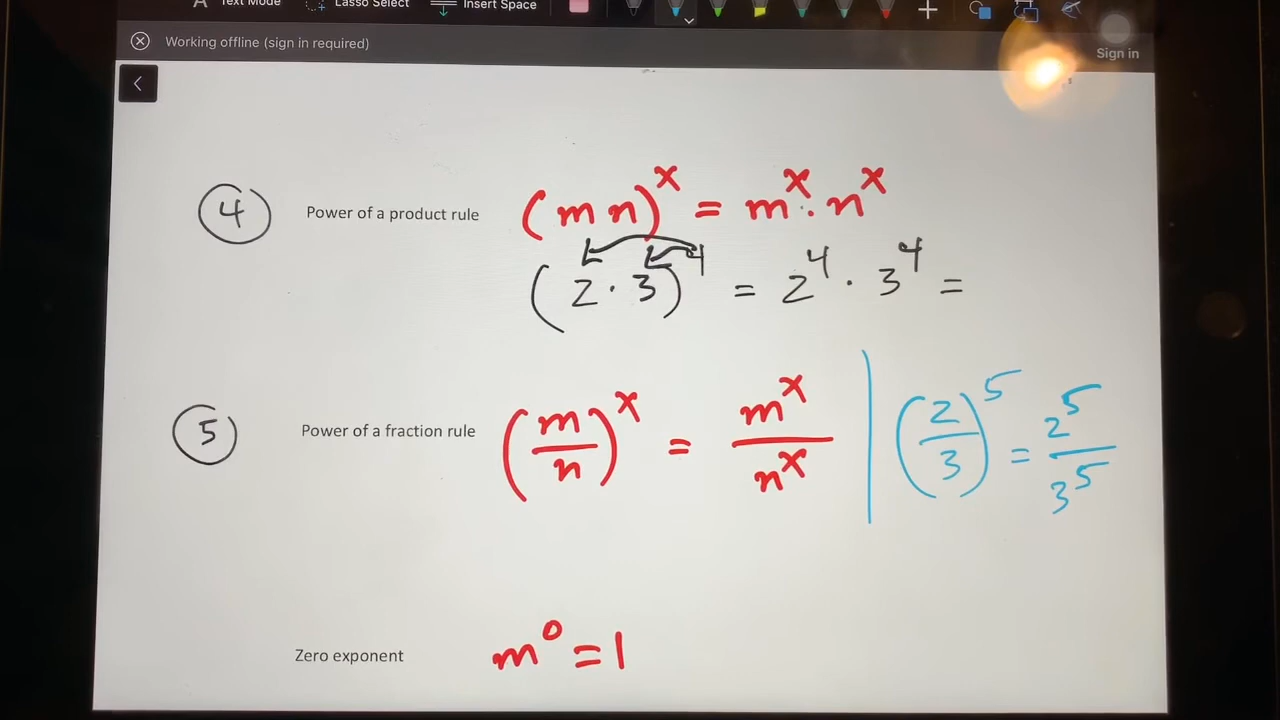 Text Mode
Lasso Select
Insert Space
Working offline (sign in required)
Sign in
4 Power of a product rule (mn)^x = m^x · n^x
(2 · 3)^4 = 2^4 · 3^4 =
5 Power of a fraction rule (m/n)^x = m^x/n^x | (2/3)^5 = 2^5/3^5
Zero exponent m^0 = 1